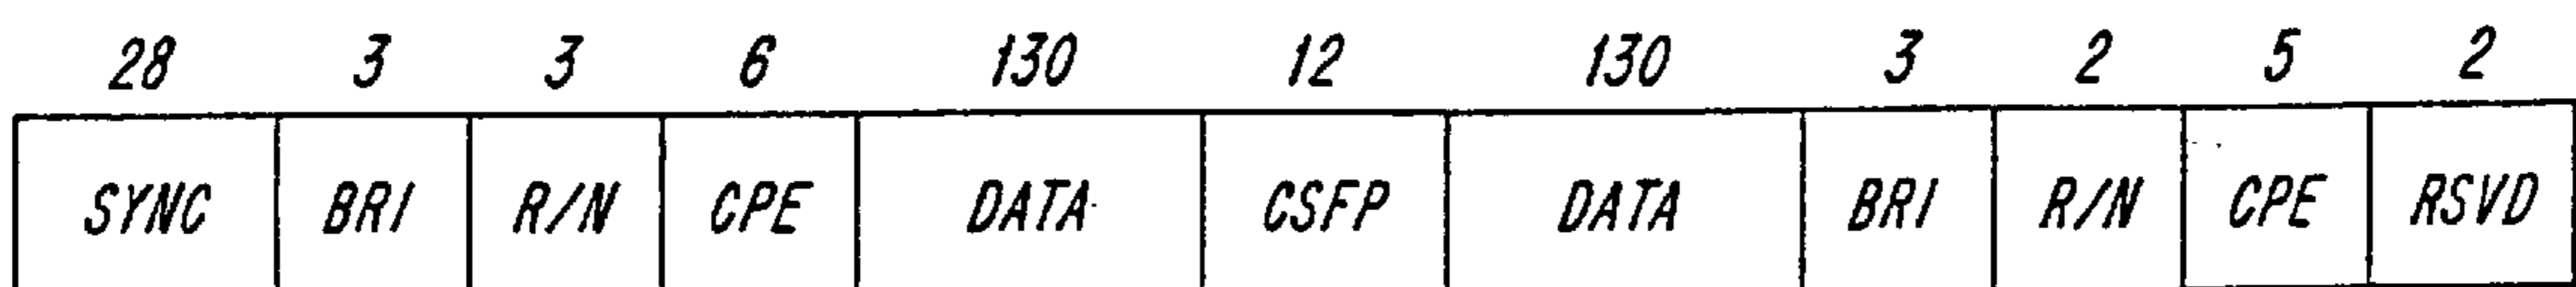 28 3 3 6 130 12 130 3 2 5 2
SYNC BRI R/N CPE DATA CSFP DATA BRI R/N CPE RSVD